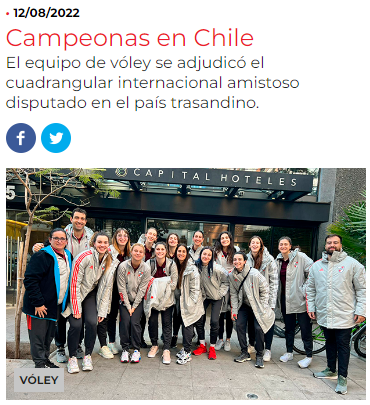 • 12/08/2022
Campeonas en Chile
El equipo de vóley se adjudicó el
cuadrangular internacional amistoso
disputado en el país trasandino.
CAPITAL HOTELES
5
VÓLEY